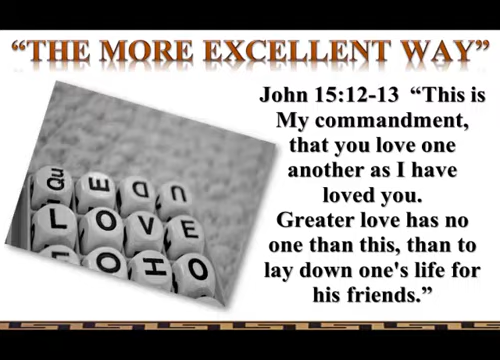 “THE MORE EXCELLENT WAY”
John 15:12-13 “This is
My commandment,
that you love one
another as I have
loved you.
Greater love has no
one than this, than to
lay down one's life for
his friends.”
Qu E D U
L O V E
O H O